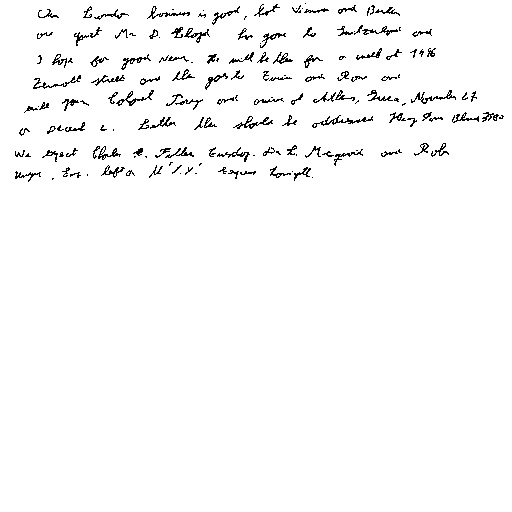 Our London business is good, but Vienna and Berlin
are quiet Mr D. Lloyd has gone to Switzerland and
I hope for good news. He will be there for a week at 1496
Zermott street and then goes to Turin and Rome and
will join Colonel Parry and arrive at Athens, Greece, November 27
or Decent 2. Letters there should be addressed King James Blvd 3580
We expect Charles E. Fuller Tuesday. Dr L. Mcquaid and Robt
Unger, Esq. left on the 'X.Y.' Express tonight.